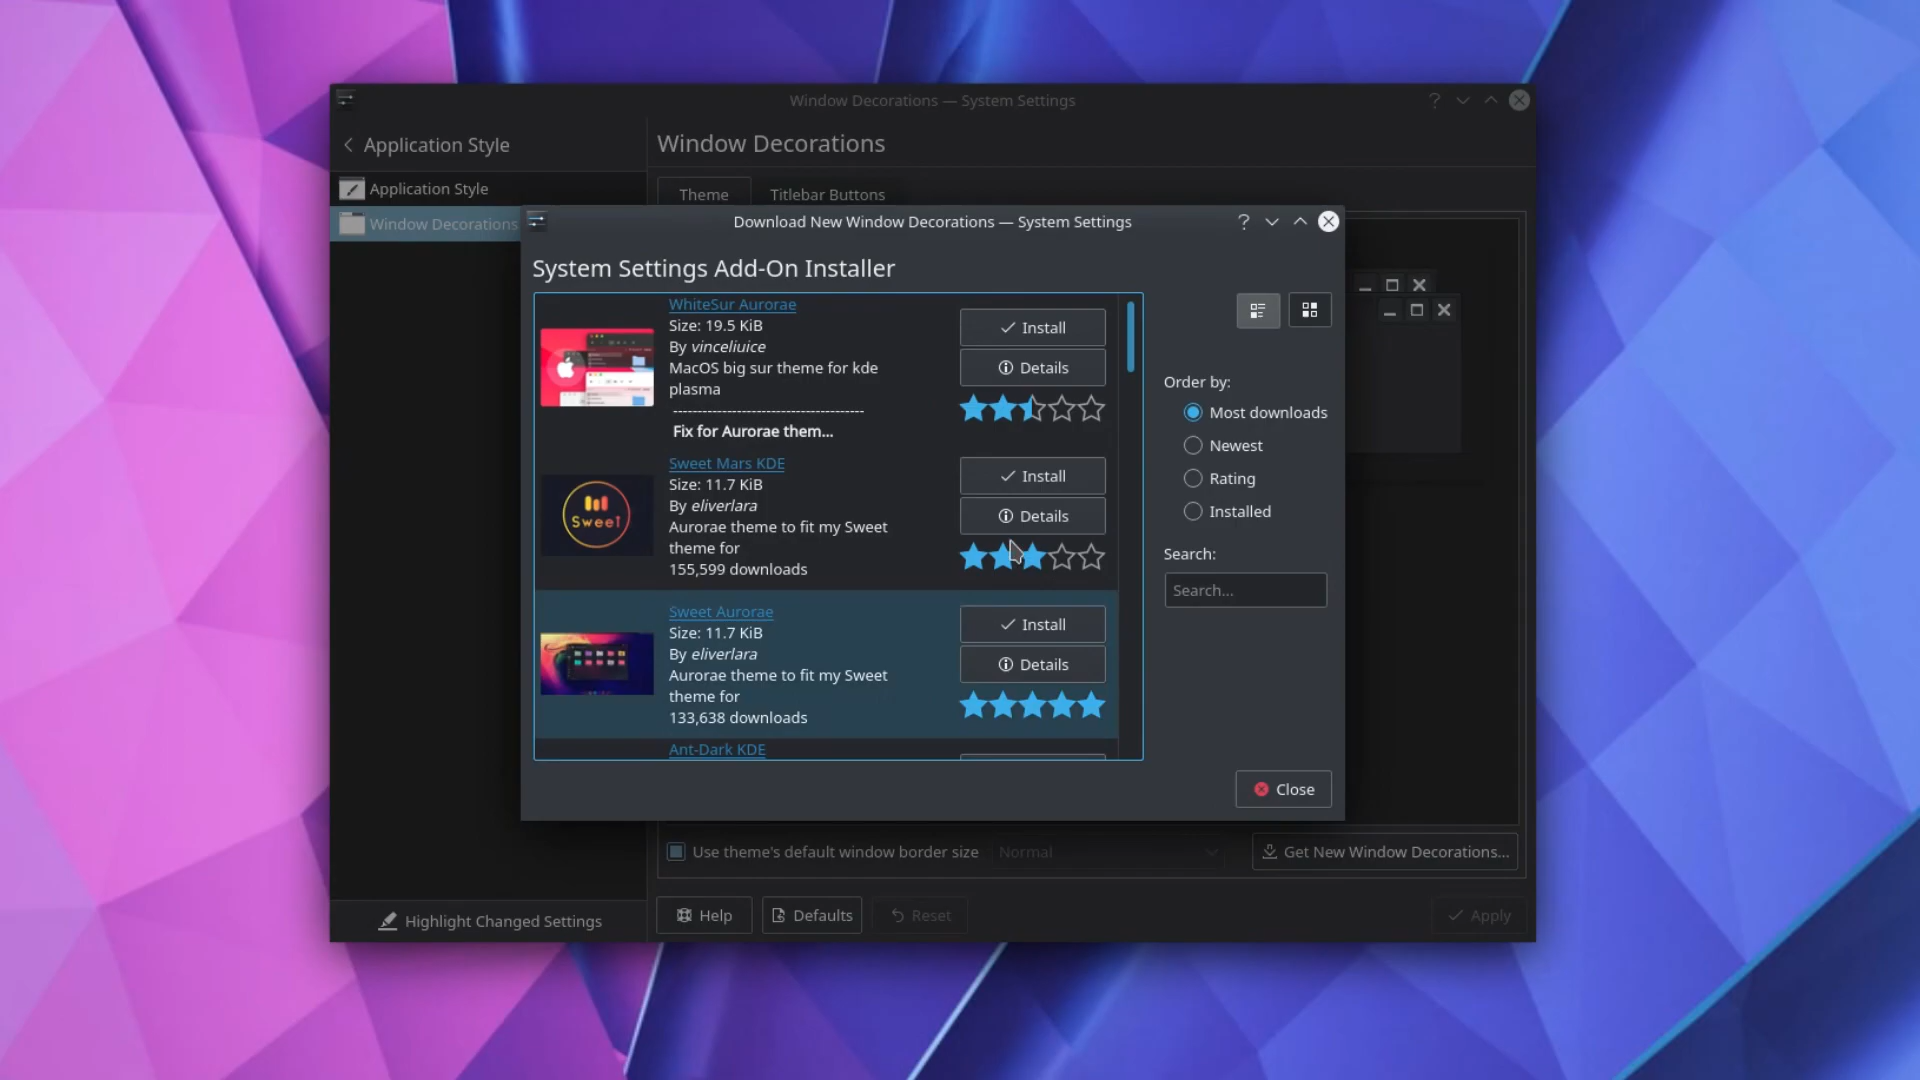 Window Decorations — System Settings
Application Style
Window Decorations
Application Style
Theme
Titlebar Buttons
Window Decorations
Download New Window Decorations — System Settings
System Settings Add-On Installer
WhiteSur Aurorae
Size: 19.5 KiB
By vinceliuice
MacOS big sur theme for kde
plasma
--------------------------------------
Fix for Aurorae them...
Install
Details
Sweet Mars KDE
Size: 11.7 KiB
By eliverlara
Aurorae theme to fit my Sweet
theme for
155,599 downloads
Install
Details
Sweet
Sweet Aurorae
Size: 11.7 KiB
By eliverlara
Aurorae theme to fit my Sweet
theme for
133,638 downloads
Install
Details
Ant-Dark KDE
Order by:
Most downloads
Newest
Rating
Installed
Search:
Search...
Close
Use theme's default window border size
Normal
Get New Window Decorations...
Highlight Changed Settings
Help
Defaults
Reset
Apply